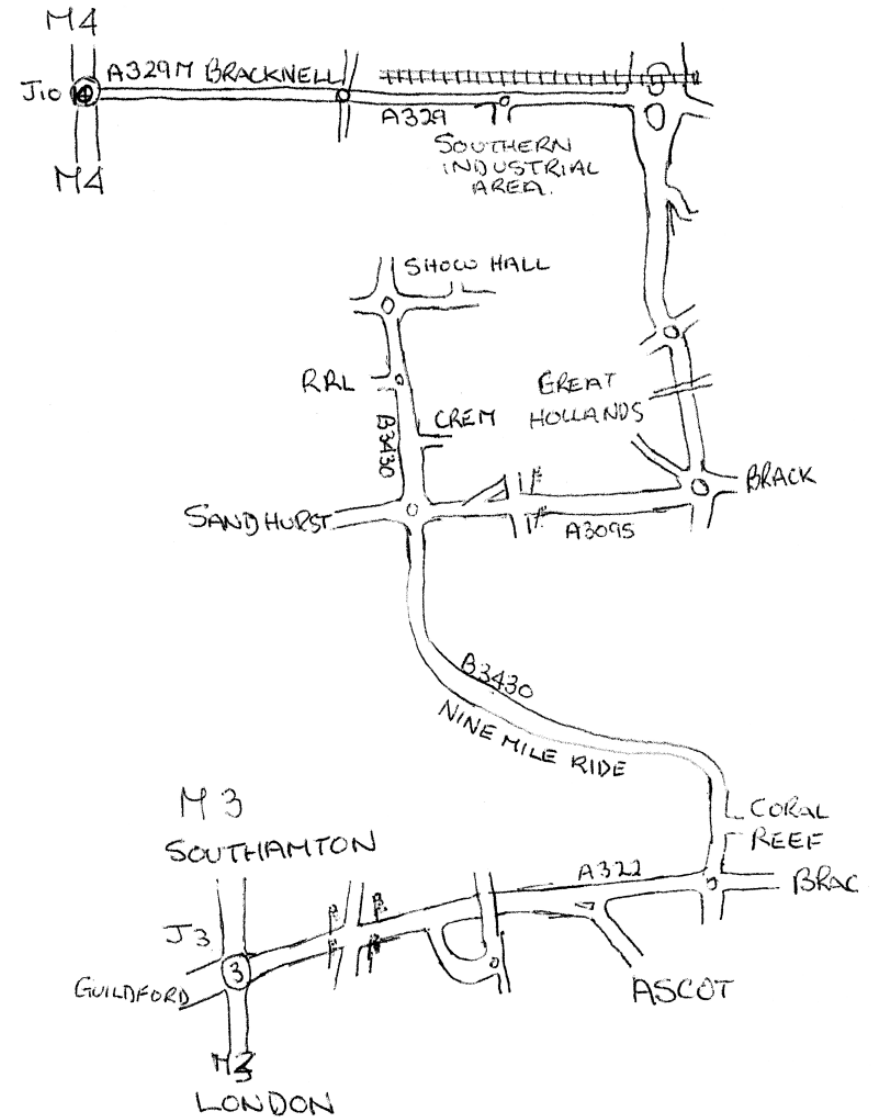 M4
J10
4
A329M BRACKNELL
M4
A329
SOUTHERN
INDUSTRIAL
AREA.
SHOW HALL
RRL
B3430
CREM
GREAT
HOLLANDS
BRACK
SANDHURST
A3095
B3430
NINE MILE RIDE
CORAL
REEF
M3
SOUTHAMTON
A322
BRAC
J3
3
GUILDFORD
ASCOT
M3
LONDON